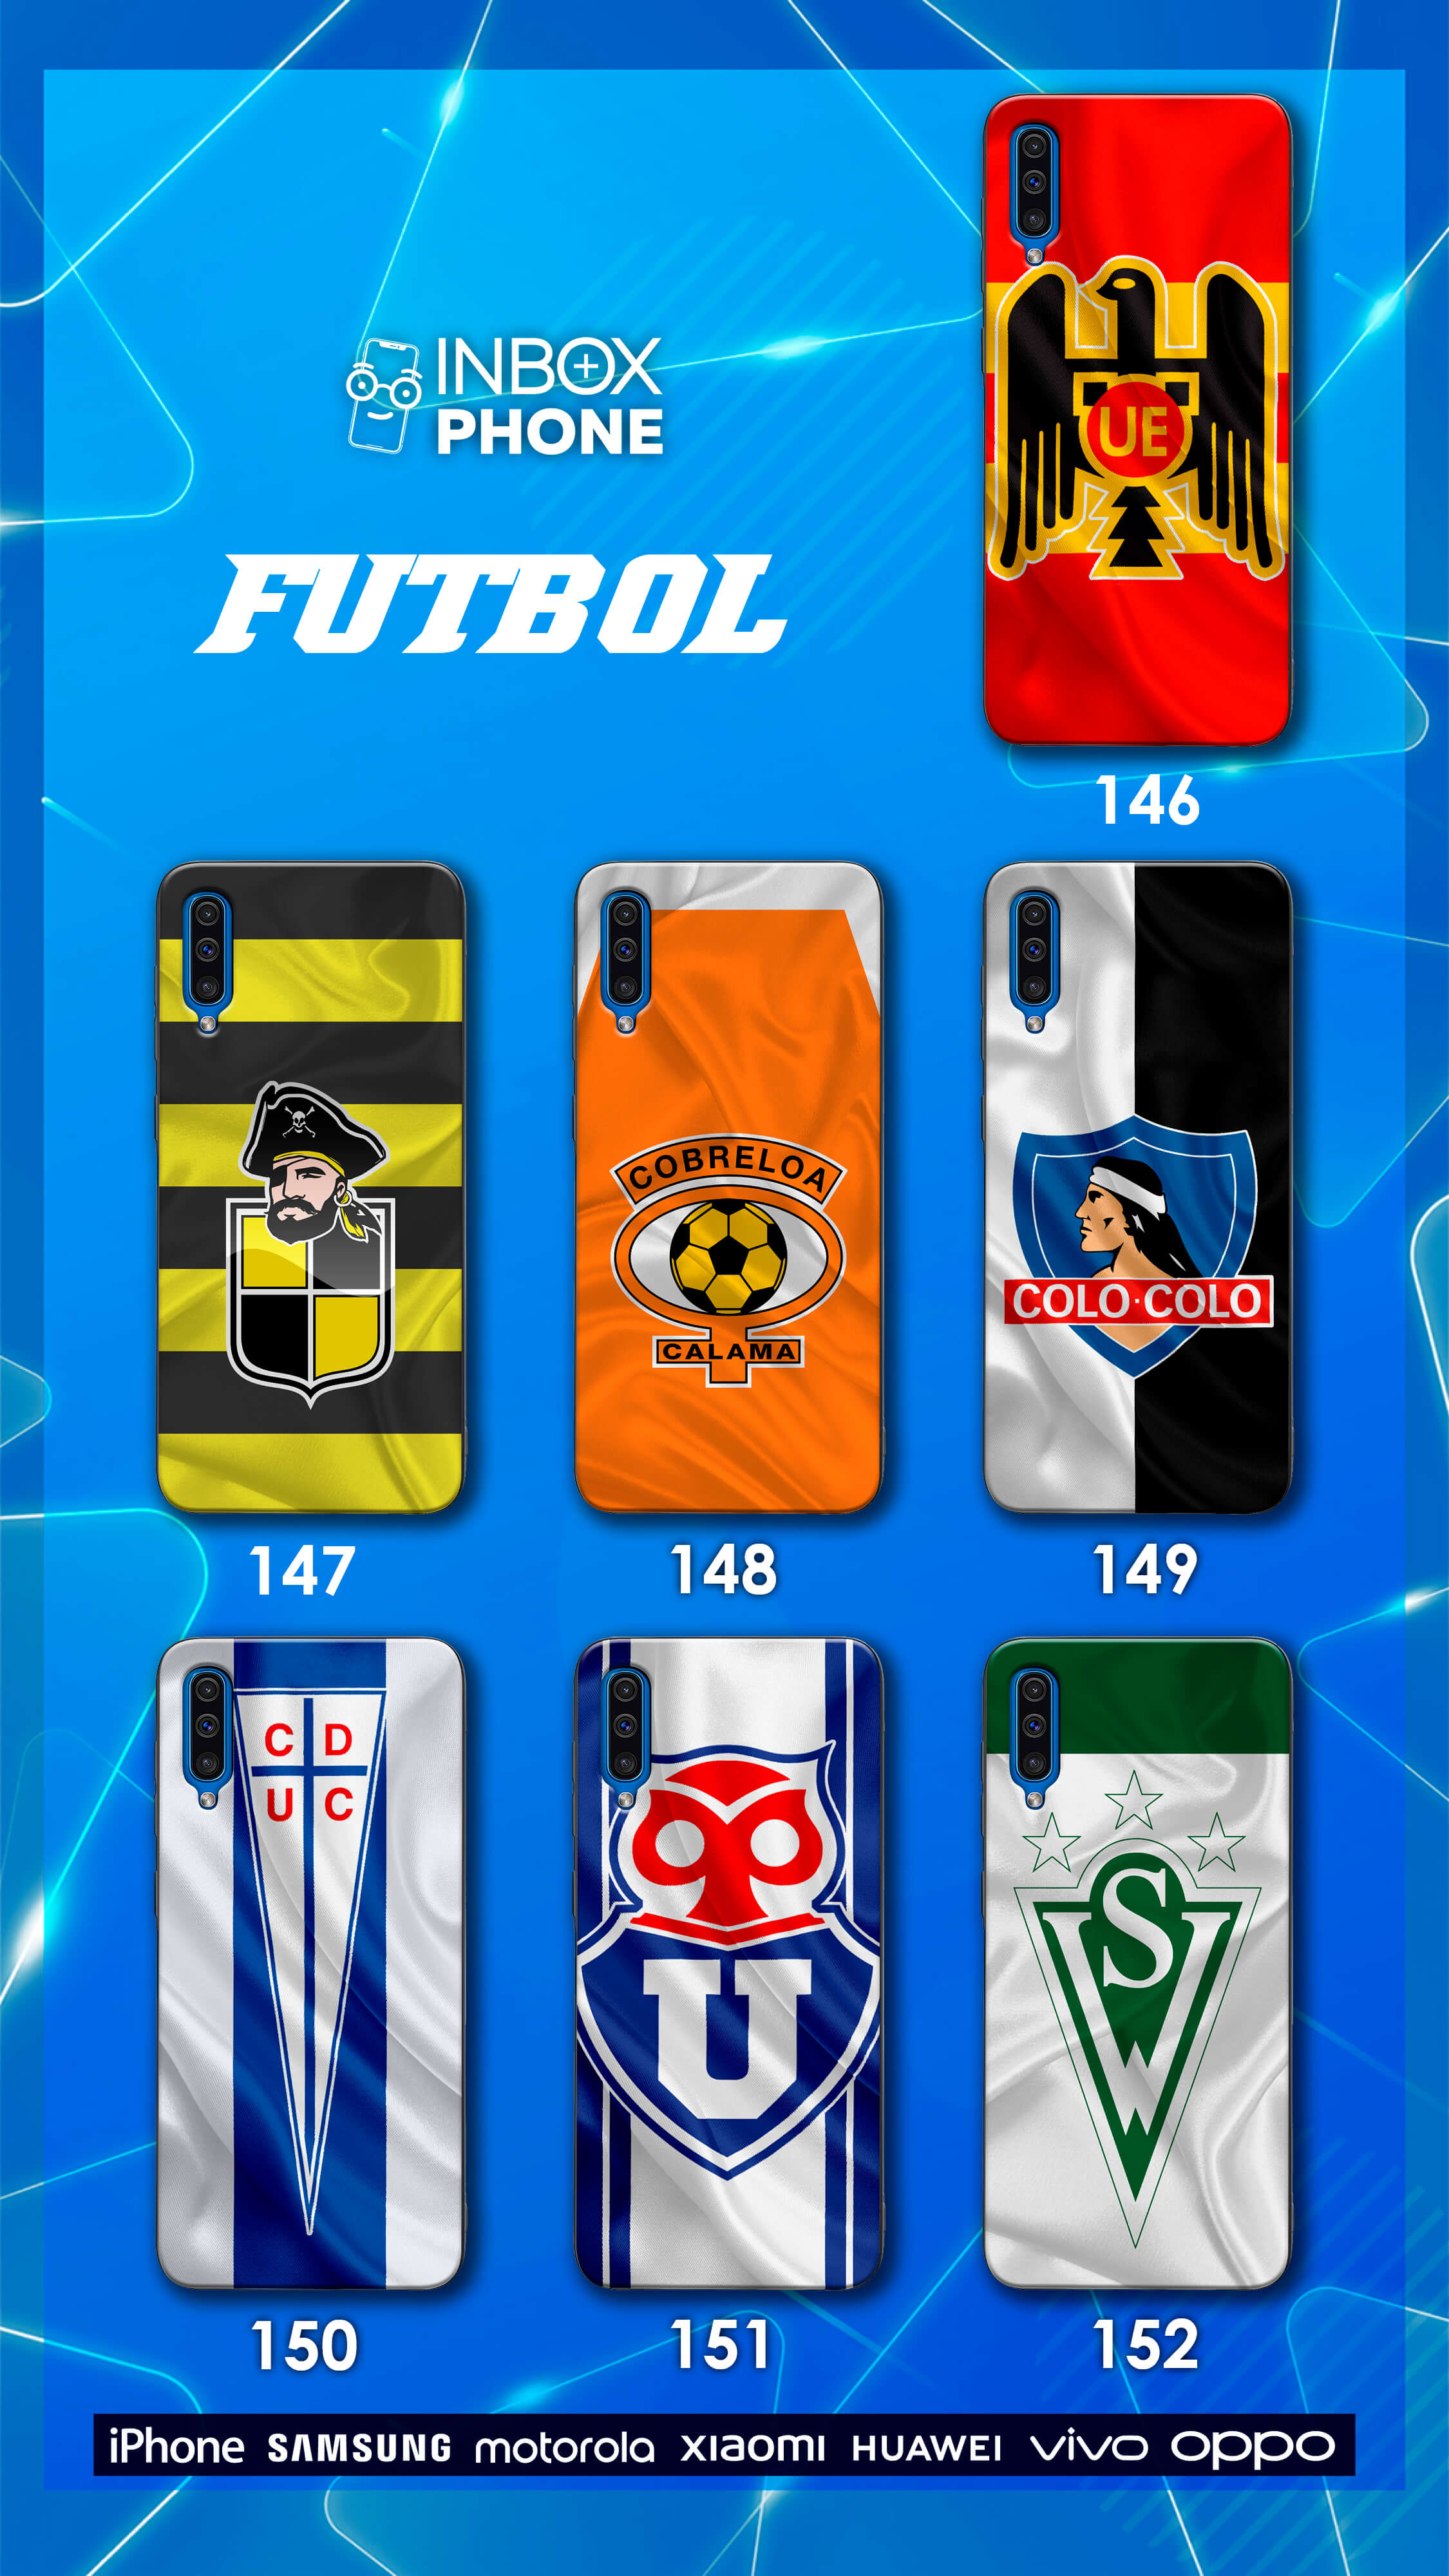 INBOX
PHONE
FUTBOL
UE
146
COBRELOA
CALAMA
COLO·COLO
147
148
149
C D
U C
U
S
W
150
151
152
iPhone SAMSUNG motorola xiaomi HUAWEI vivo oppo